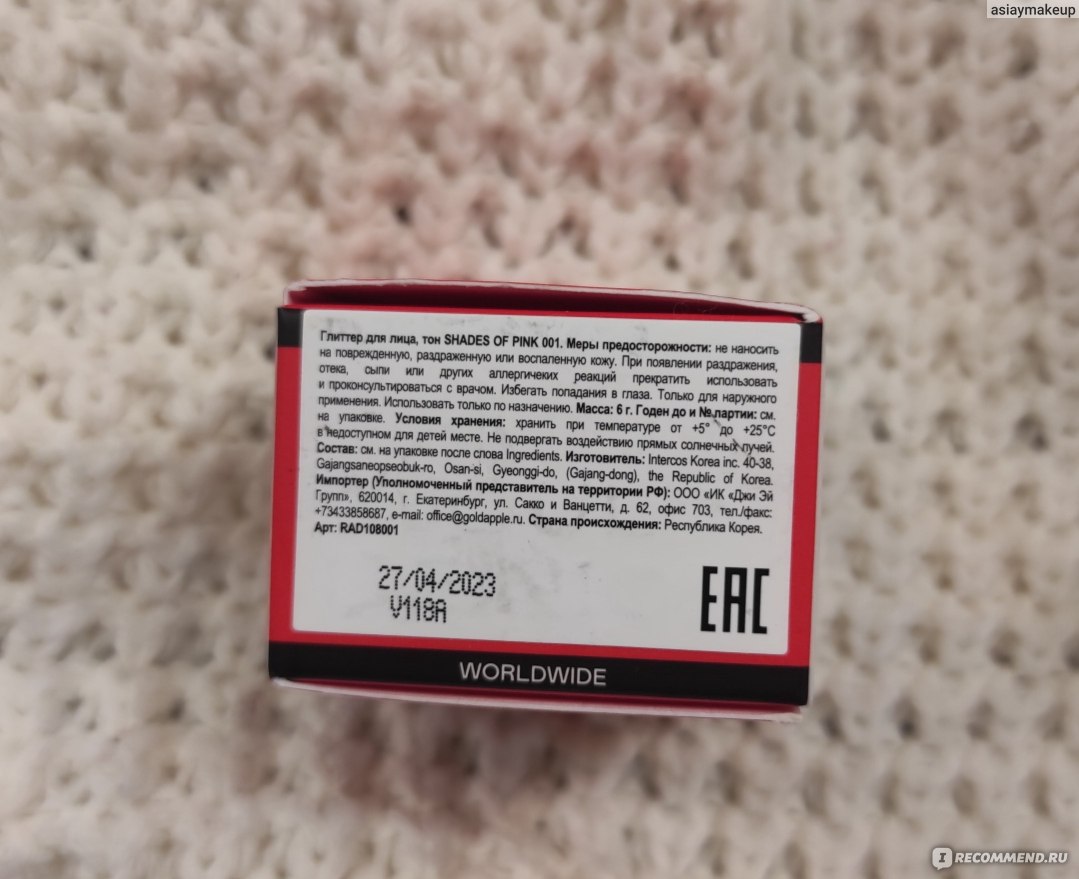 asiaymakeup
Глиттер для лица, тон SHADES OF PINK 001. Меры предосторожности: не наносить
на поврежденную, раздраженную или воспаленную кожу. При появлении раздражения,
отека, сыпи или других аллергичеких реакций прекратить использовать
и проконсультироваться с врачом. Избегать попадания в глаза. Только для наружного
применения. Использовать только по назначению. Масса: 6 г. Годен до и № партии: см.
на упаковке. Условия хранения: хранить при температуре от +5° до +25°C
в недоступном для детей месте. Не подвергать воздействию прямых солнечных лучей.
Состав: см. на упаковке после слова Ingredients. Изготовитель: Intercos Korea inc. 40-38,
Gajangsaneopseobuk-ro, Osan-si, Gyeonggi-do, (Gajang-dong), the Republic of Korea.
Импортер (Уполномоченный представитель на территории РФ): ООО «ИК «Джи Эй
Групп», 620014, г. Екатеринбург, ул. Сакко и Ванцетти, д. 62, офис 703, тел./факс:
+73433858687, e-mail: office@goldapple.ru. Страна происхождения: Республика Корея.
Арт: RAD108001
27/04/2023
V118A
EAC
WORLDWIDE
IRECOMMEND.RU